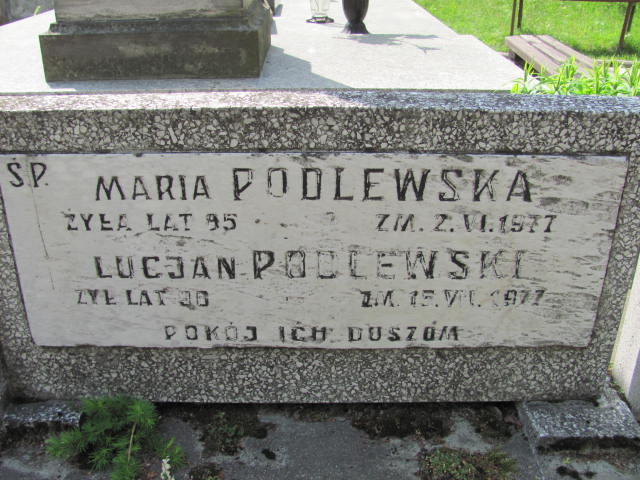 ŚP. MARIA PODLEWSKA
ŻYŁA LAT 95 ZM. 2.VI.1977
LUCJAN PODLEWSKI
ŻYŁ LAT ZM. 15.VII.1977
POKÓJ ICH DUSZOM